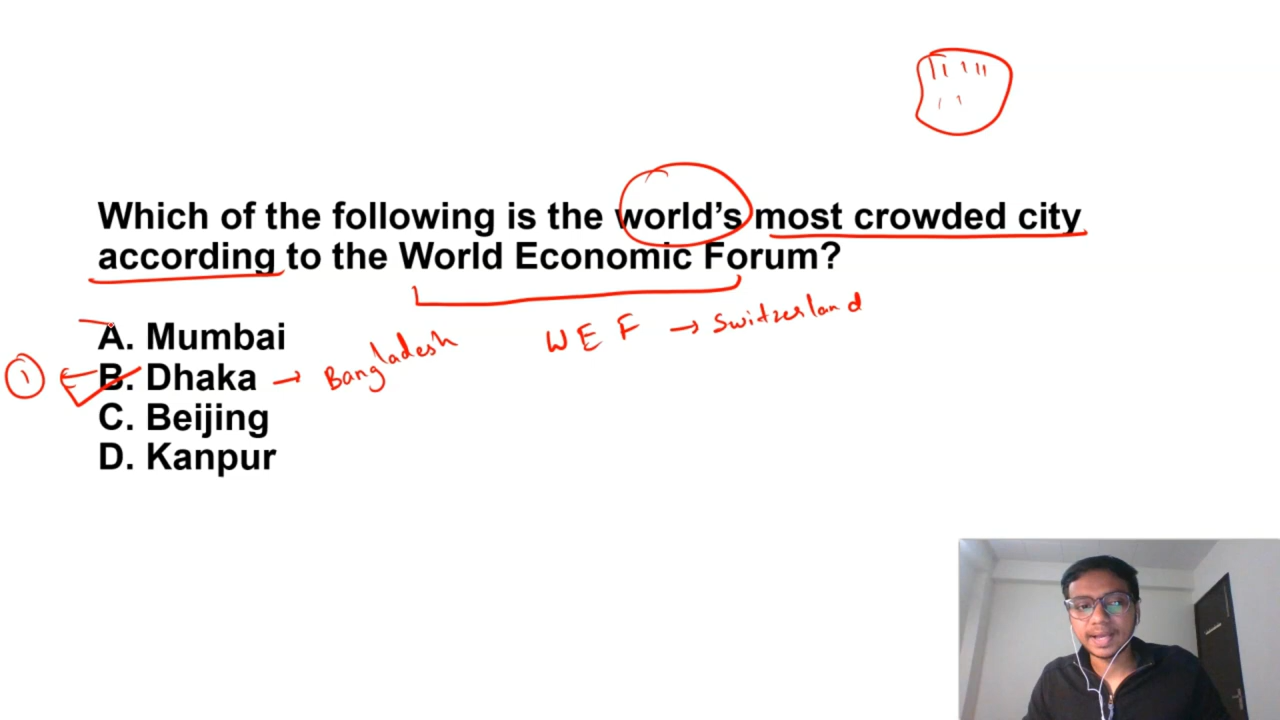 Which of the following is the world's most crowded city
according to the World Economic Forum?
A. Mumbai
B. Dhaka → Bangladesh
C. Beijing
D. Kanpur
W E F → Switzerland
1